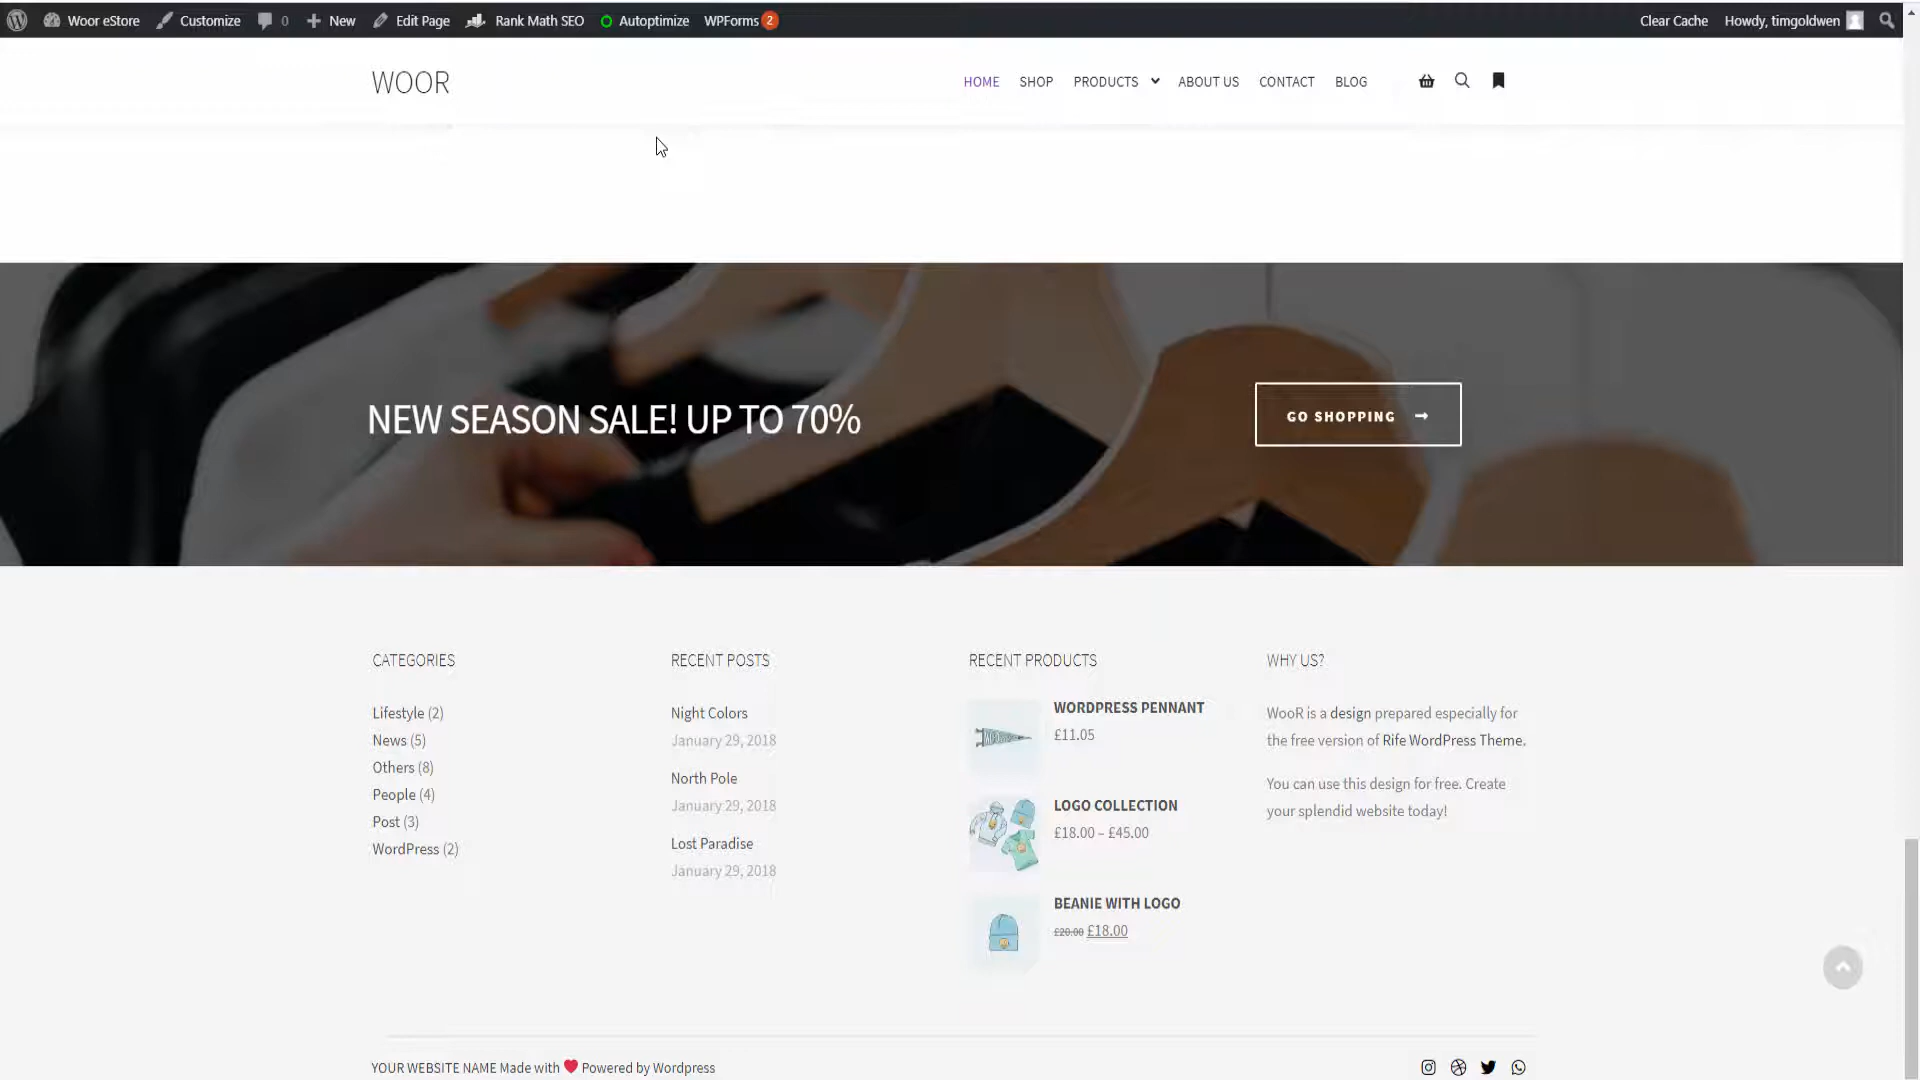 Woor eStore Customize 0 New Edit Page Rank Math SEO Autoptimize WPForms 2 Clear Cache Howdy, timgoldwen
WOOR HOME SHOP PRODUCTS ABOUT US CONTACT BLOG
NEW SEASON SALE! UP TO 70%
GO SHOPPING
CATEGORIES
Lifestyle (2)
News (5)
Others (8)
People (4)
Post (3)
WordPress (2)
RECENT POSTS
Night Colors
January 29, 2018
North Pole
January 29, 2018
Lost Paradise
January 29, 2018
RECENT PRODUCTS
WORDPRESS PENNANT
£11.05
LOGO COLLECTION
£18.00 – £45.00
BEANIE WITH LOGO
£20.00 £18.00
WHY US?
WooR is a design prepared especially for
the free version of Rife WordPress Theme.
You can use this design for free. Create
your splendid website today!
YOUR WEBSITE NAME Made with ❤ Powered by Wordpress